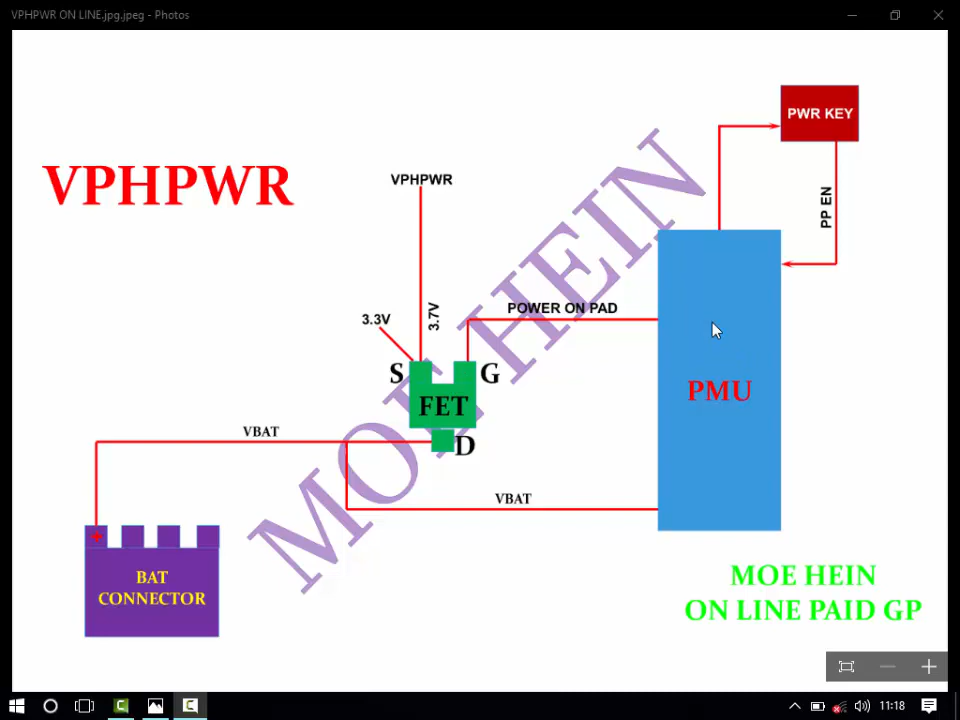 VPHPWR ON LINE.jpg.jpeg - Photos
PWR KEY
VPHPWR
VPHPWR
PP EN
3.3V
3.7V
POWER ON PAD
S
G
FET
PMU
VBAT
D
VBAT
MOE HEIN
BAT
CONNECTOR
MOE HEIN
ON LINE PAID GP
11:18